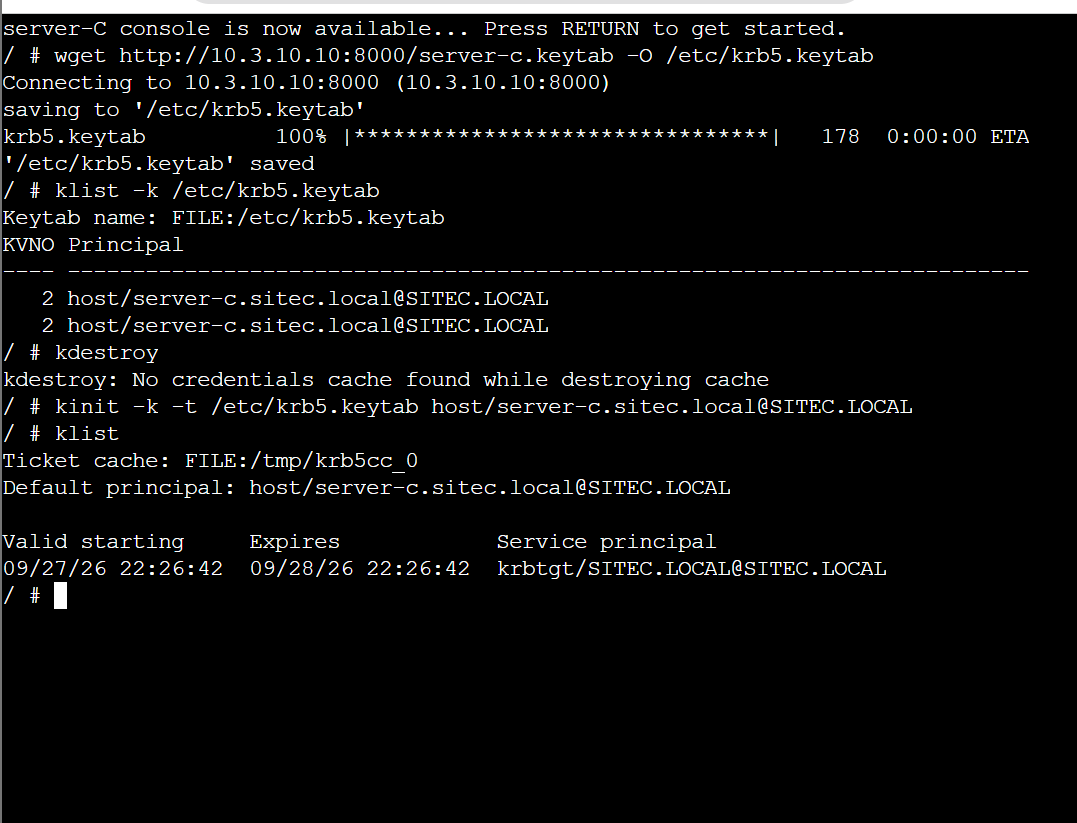 server-C console is now available... Press RETURN to get started.
/ # wget http://10.3.10.10:8000/server-c.keytab -O /etc/krb5.keytab
Connecting to 10.3.10.10:8000 (10.3.10.10:8000)
saving to '/etc/krb5.keytab'
krb5.keytab          100% |********************************|   178  0:00:00 ETA
'/etc/krb5.keytab' saved
/ # klist -k /etc/krb5.keytab
Keytab name: FILE:/etc/krb5.keytab
KVNO Principal
---- --------------------------------------------------------------------------
   2 host/server-c.sitec.local@SITEC.LOCAL
   2 host/server-c.sitec.local@SITEC.LOCAL
/ # kdestroy
kdestroy: No credentials cache found while destroying cache
/ # kinit -k -t /etc/krb5.keytab host/server-c.sitec.local@SITEC.LOCAL
/ # klist
Ticket cache: FILE:/tmp/krb5cc_0
Default principal: host/server-c.sitec.local@SITEC.LOCAL

Valid starting     Expires            Service principal
09/27/26 22:26:42  09/28/26 22:26:42  krbtgt/SITEC.LOCAL@SITEC.LOCAL
/ #